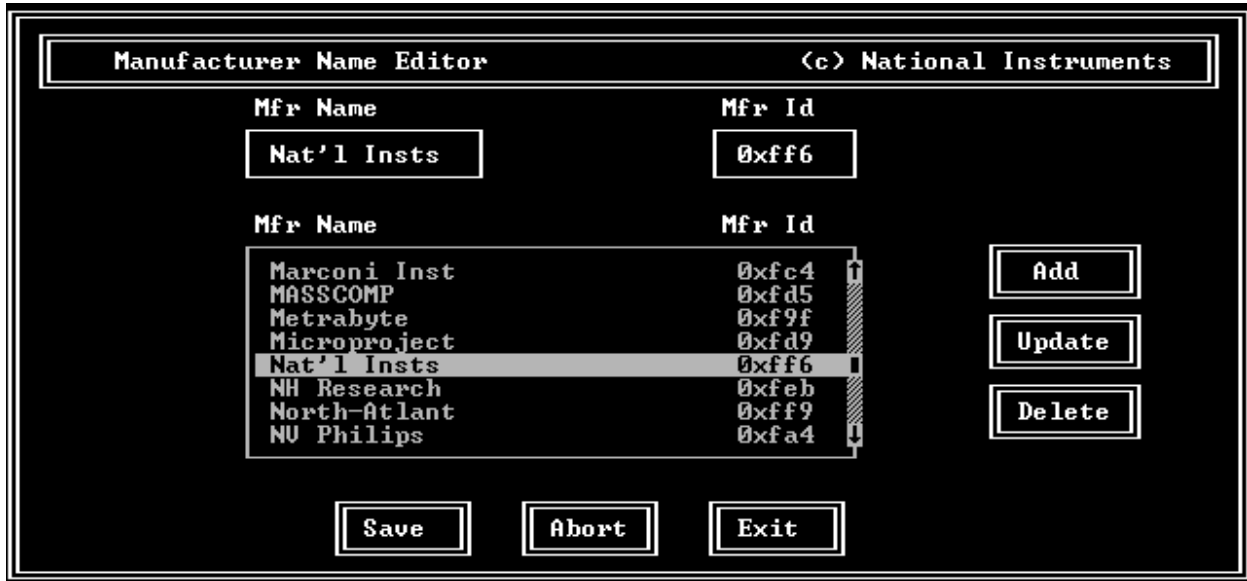 Manufacturer Name Editor (c) National Instruments
Mfr Name Mfr Id
Nat'l Insts 0xff6
Mfr Name Mfr Id
Marconi Inst 0xfc4
MASSCOMP 0xfd5
Metrabyte 0xf9f
Microproject 0xfd9
Nat'l Insts 0xff6
NH Research 0xfeb
North-Atlant 0xff9
NV Philips 0xfa4
Add
Update
Delete
Save Abort Exit